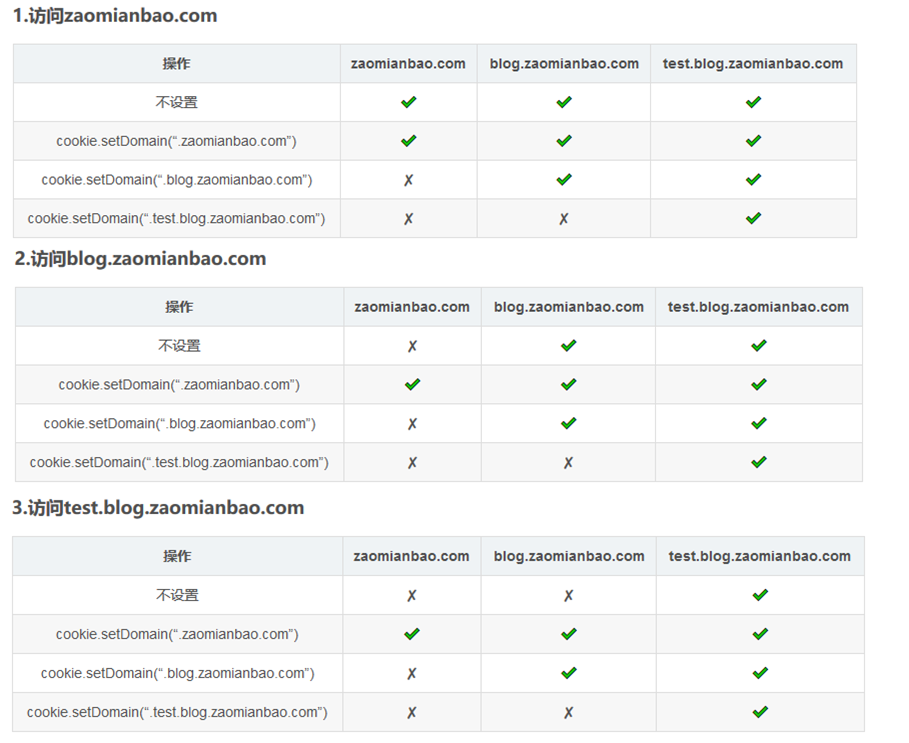 1.访问zaomianbao.com
操作 zaomianbao.com blog.zaomianbao.com test.blog.zaomianbao.com
不设置 ✔ ✔ ✔
cookie.setDomain(“.zaomianbao.com”) ✔ ✔ ✔
cookie.setDomain(“.blog.zaomianbao.com”) ✗ ✔ ✔
cookie.setDomain(“.test.blog.zaomianbao.com”) ✗ ✗ ✔
2.访问blog.zaomianbao.com
操作 zaomianbao.com blog.zaomianbao.com test.blog.zaomianbao.com
不设置 ✗ ✔ ✔
cookie.setDomain(“.zaomianbao.com”) ✔ ✔ ✔
cookie.setDomain(“.blog.zaomianbao.com”) ✗ ✔ ✔
cookie.setDomain(“.test.blog.zaomianbao.com”) ✗ ✗ ✔
3.访问test.blog.zaomianbao.com
操作 zaomianbao.com blog.zaomianbao.com test.blog.zaomianbao.com
不设置 ✗ ✗ ✔
cookie.setDomain(“.zaomianbao.com”) ✔ ✔ ✔
cookie.setDomain(“.blog.zaomianbao.com”) ✗ ✔ ✔
cookie.setDomain(“.test.blog.zaomianbao.com”) ✗ ✗ ✔